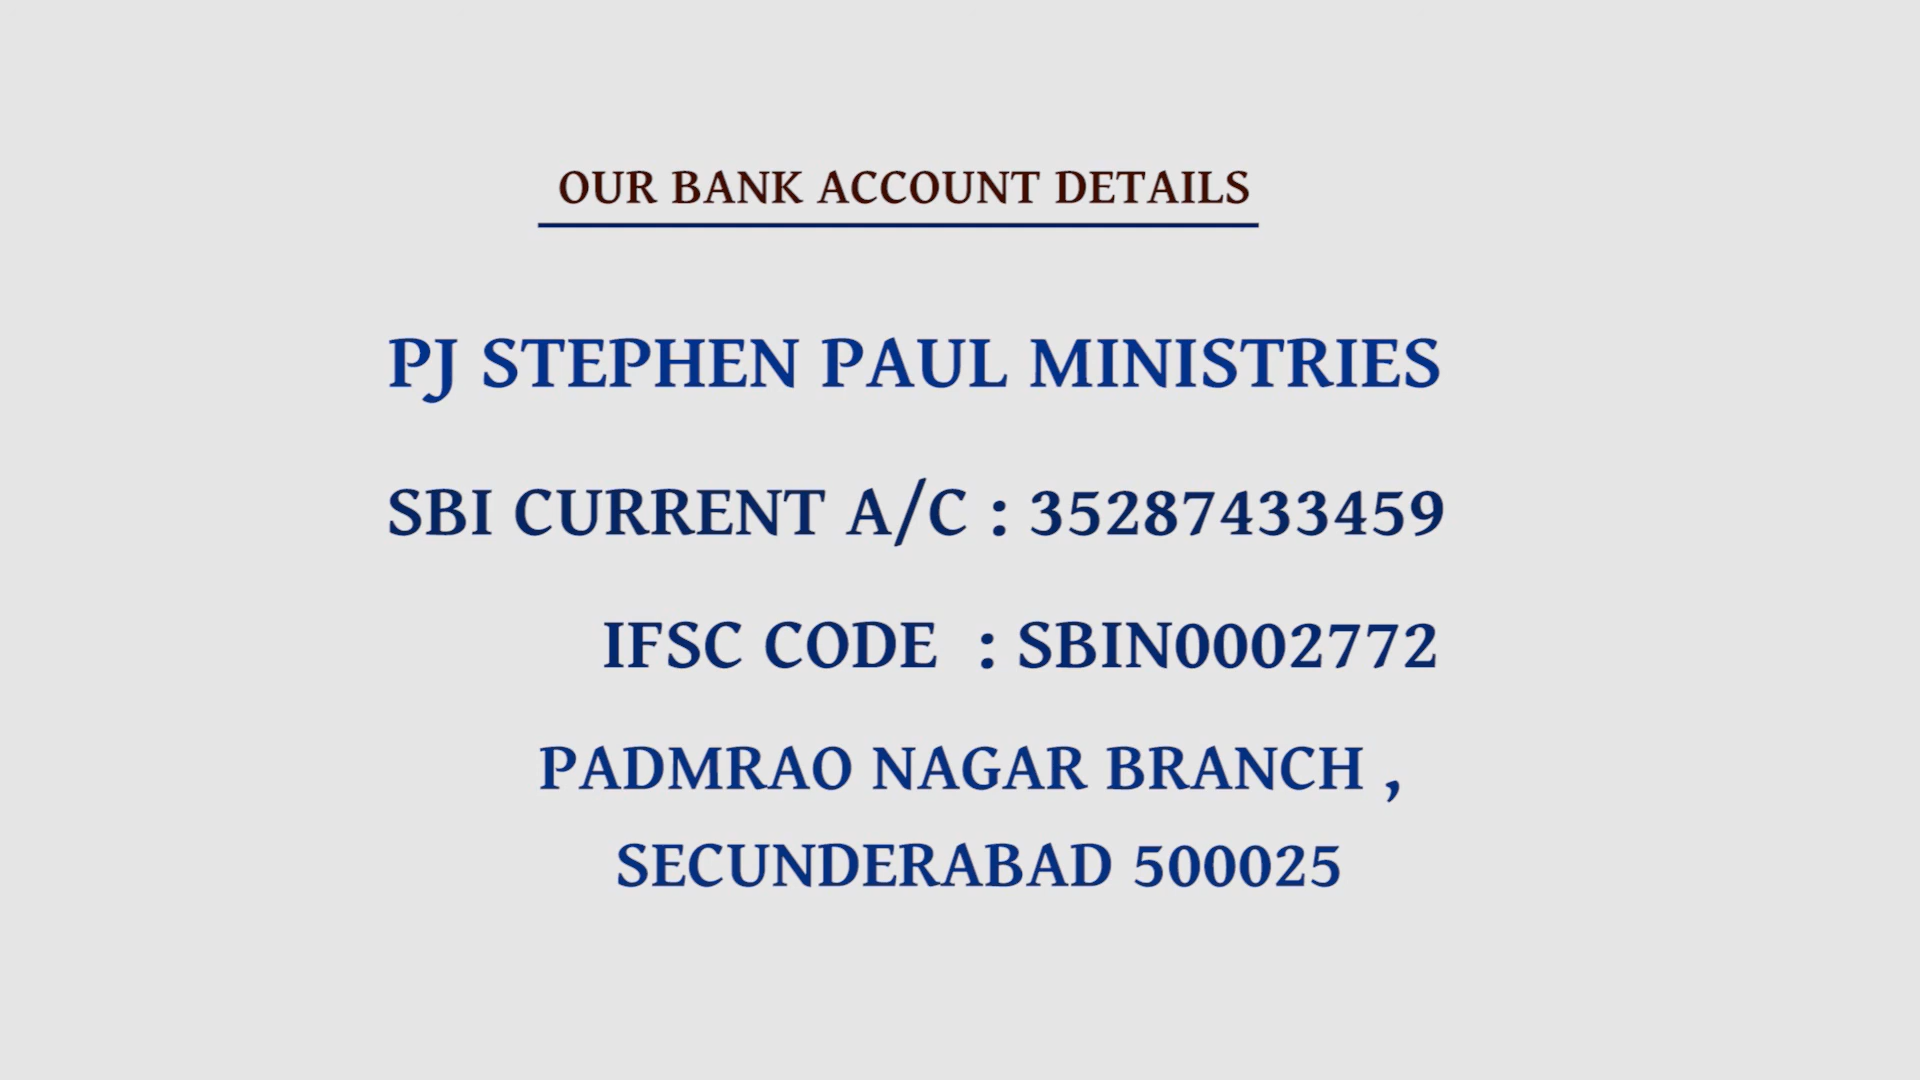 OUR BANK ACCOUNT DETAILS
PJ STEPHEN PAUL MINISTRIES
SBI CURRENT A/C : 35287433459
IFSC CODE  : SBIN0002772
PADMRAO NAGAR BRANCH ,
SECUNDERABAD 500025